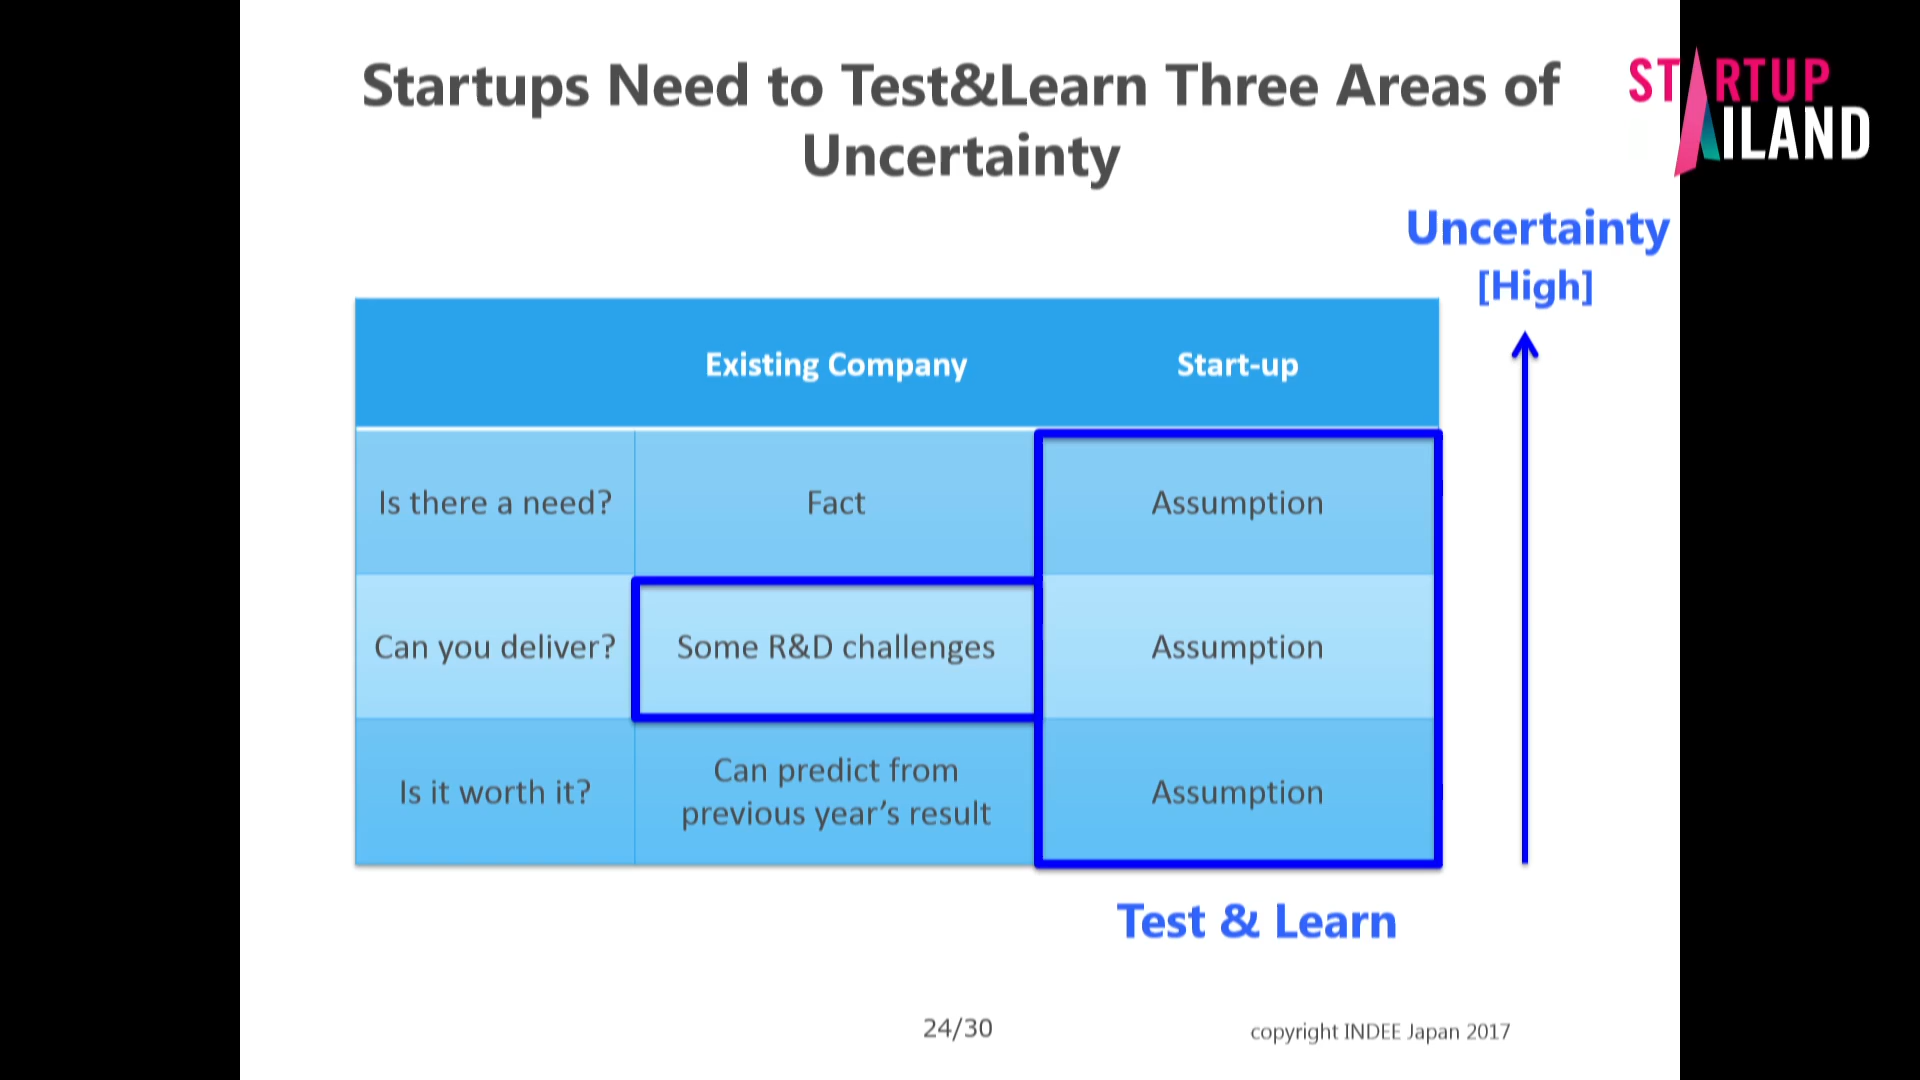 Startups Need to Test&Learn Three Areas of
Uncertainty
STARTUP
THAILAND
Uncertainty
[High]
Existing Company
Start-up
Is there a need?
Fact
Assumption
Can you deliver?
Some R&D challenges
Assumption
Is it worth it?
Can predict from
previous year’s result
Assumption
Test & Learn
24/30
copyright INDEE Japan 2017